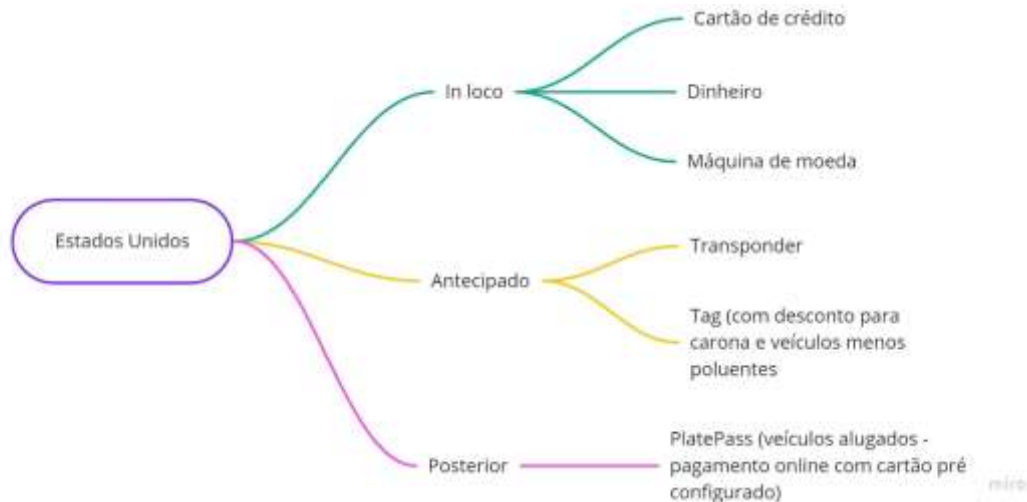 Estados Unidos
In loco
Cartão de crédito
Dinheiro
Máquina de moeda
Antecipado
Transponder
Tag (com desconto para
carona e veículos menos
poluentes
Posterior
PlatePass (veículos alugados -
pagamento online com cartão pré
configurado)
miro